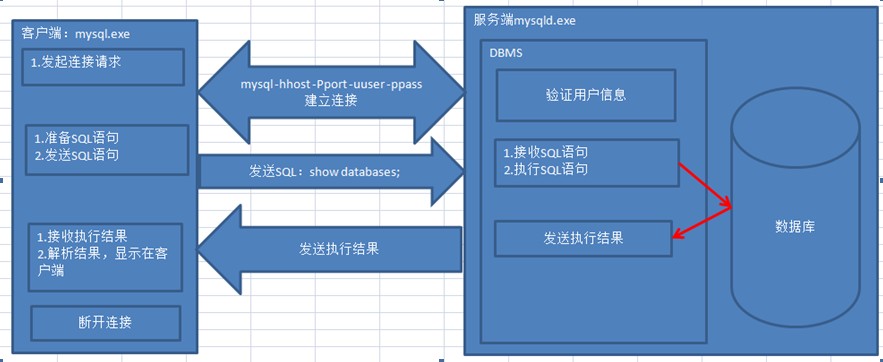 客户端：mysql.exe
1.发起连接请求
1.准备SQL语句
2.发送SQL语句
1.接收执行结果
2.解析结果，显示在客
户端
断开连接
mysql-hhost-Pport-uuser-ppass
建立连接
发送SQL：show databases;
发送执行结果
服务端mysqld.exe
DBMS
验证用户信息
1.接收SQL语句
2.执行SQL语句
发送执行结果
数据库